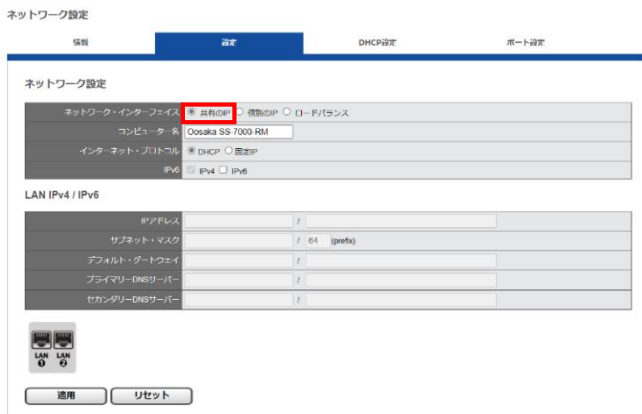 ネットワーク設定
情報 設定 DHCP設定 ポート設定
ネットワーク設定
ネットワーク・インターフェイス 共有のIP 個別のIP ロードバランス
コンピューター名 Oosaka SS-7000-RM
インターネット・プロトコル DHCP 固定IP
IPv6 IPv4 IPv6
LAN IPv4 / IPv6
IPアドレス /
サブネット・マスク / 64 (prefix)
デフォルト・ゲートウェイ /
プライマリーDNSサーバー /
セカンダリーDNSサーバー /
LAN LAN
❶ ❷
適用 リセット